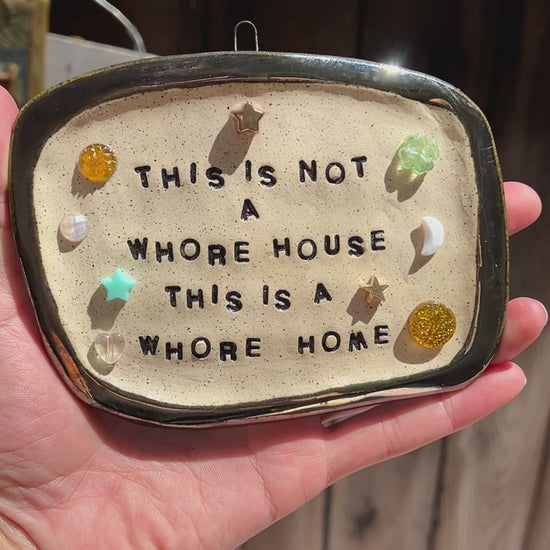 THIS IS NOT
A
WHORE HOUSE
THIS IS A
WHORE HOME